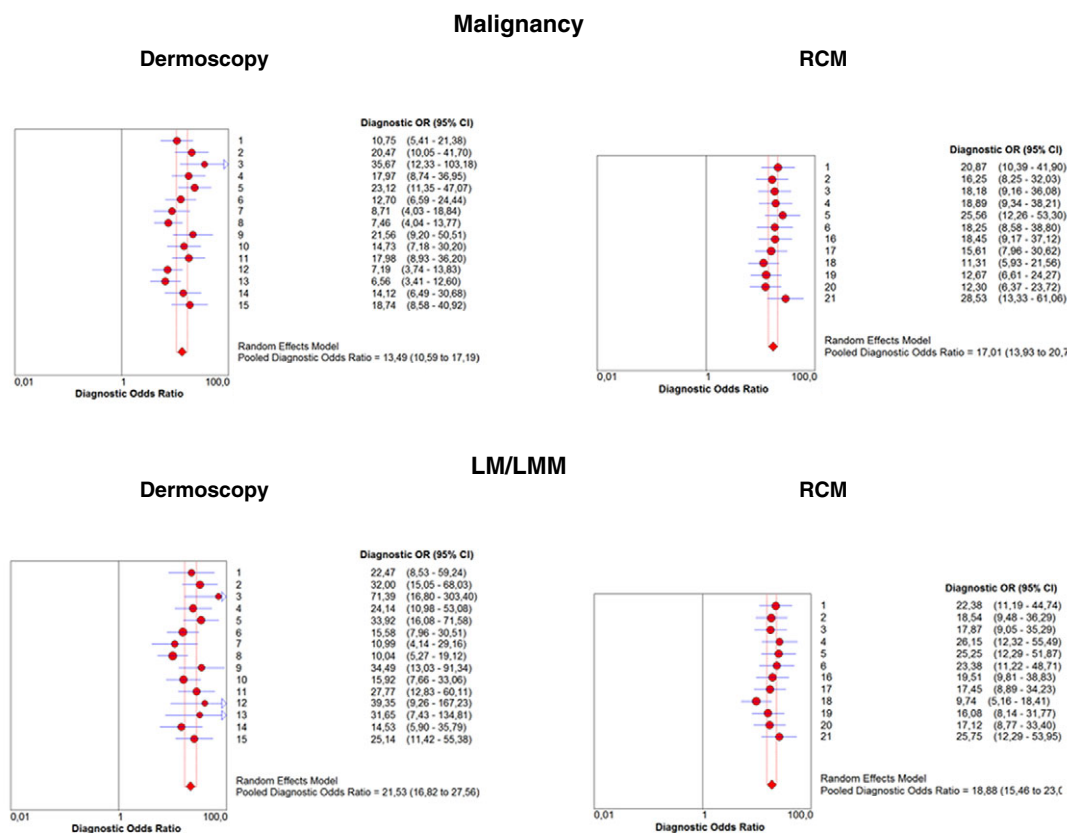 Malignancy
Dermoscopy
Diagnostic OR (95% CI)
1 10,75 (5,41 - 21,38)
2 20,47 (10,05 - 41,70)
3 35,67 (12,33 - 103,18)
4 17,97 (8,74 - 36,95)
5 23,12 (11,35 - 47,07)
6 12,70 (6,59 - 24,44)
7 8,71 (4,03 - 18,84)
8 7,46 (4,04 - 13,77)
9 21,56 (9,20 - 50,51)
10 14,73 (7,18 - 30,20)
11 17,98 (8,93 - 36,20)
12 7,19 (3,74 - 13,83)
13 6,56 (3,41 - 12,60)
14 14,12 (6,49 - 30,68)
15 18,74 (8,58 - 40,92)
Random Effects Model
Pooled Diagnostic Odds Ratio = 13,49 (10,59 to 17,19)
0,01 1 100,0
Diagnostic Odds Ratio
RCM
Diagnostic OR (95% CI)
1 20,87 (10,39 - 41,90)
2 16,25 (8,25 - 32,03)
3 18,18 (9,16 - 36,08)
4 18,89 (9,34 - 38,21)
5 25,56 (12,26 - 53,30)
6 18,25 (8,58 - 38,80)
16 18,45 (9,17 - 37,12)
17 15,61 (7,96 - 30,62)
18 11,31 (5,93 - 21,56)
19 12,67 (6,61 - 24,27)
20 12,30 (6,37 - 23,72)
21 28,53 (13,33 - 61,06)
Random Effects Model
Pooled Diagnostic Odds Ratio = 17,01 (13,93 to 20,7
0,01 1 100,0
Diagnostic Odds Ratio
LM/LMM
Dermoscopy
Diagnostic OR (95% CI)
1 22,47 (8,53 - 59,24)
2 32,00 (15,05 - 68,03)
3 71,39 (16,80 - 303,40)
4 24,14 (10,98 - 53,08)
5 33,92 (16,08 - 71,58)
6 15,58 (7,96 - 30,51)
7 10,99 (4,14 - 29,16)
8 10,04 (5,27 - 19,12)
9 34,49 (13,03 - 91,34)
10 15,92 (7,66 - 33,06)
11 27,77 (12,83 - 60,11)
12 39,35 (9,26 - 167,23)
13 31,65 (7,43 - 134,81)
14 14,53 (5,90 - 35,79)
15 25,14 (11,42 - 55,38)
Random Effects Model
Pooled Diagnostic Odds Ratio = 21,53 (16,82 to 27,56)
0,01 1 100,0
Diagnostic Odds Ratio
RCM
Diagnostic OR (95% CI)
1 22,38 (11,19 - 44,74)
2 18,54 (9,48 - 36,29)
3 17,87 (9,05 - 35,29)
4 26,15 (12,32 - 55,49)
5 25,25 (12,29 - 51,87)
6 23,38 (11,22 - 48,71)
16 19,51 (9,81 - 38,83)
17 17,45 (8,89 - 34,23)
18 9,74 (5,16 - 18,41)
19 16,08 (8,14 - 31,77)
20 17,12 (8,77 - 33,40)
21 25,75 (12,29 - 53,95)
Random Effects Model
Pooled Diagnostic Odds Ratio = 18,88 (15,46 to 23,0
0,01 1 100,0
Diagnostic Odds Ratio